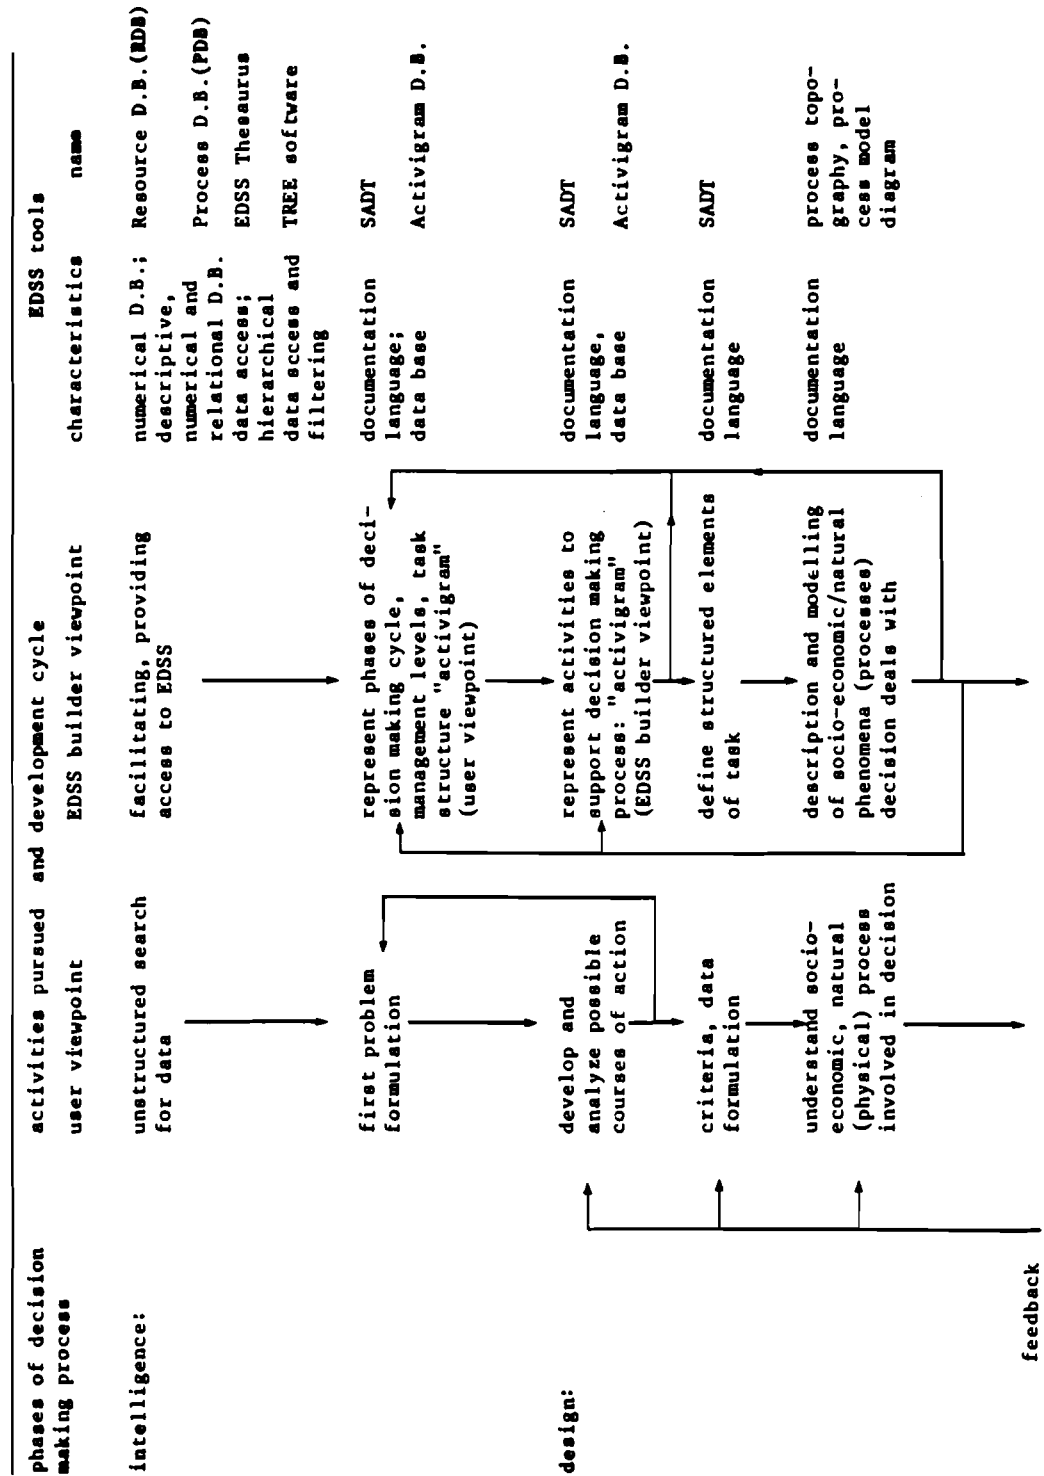 phases of decision
making process
activities pursued and development cycle
user viewpoint
EDSS builder viewpoint
EDSS tools
characteristics
name
intelligence:
unstructured search
for data
facilitating, providing
access to EDSS
numerical D.B.;
descriptive,
numerical and
relational D.B.
data access;
hierarchical
data sccess and
filtering
Resource D.B.(RDB)
Process D.B.(PDB)
EDSS Thesaurus
TREE software
first problem
formulation
represent phases of deci-
sion making cycle,
management levels, task
structure "activigram"
(user viewpoint)
documentation
language;
data base
SADT
Activigram D.B.
design:
develop and
analyze possible
courses of action
represent activities to
support decision making
process: "activigram"
(EDSS builder viewpoint)
documentation
language,
data base
SADT
Activigram D.B.
criteria, data
formulation
define structured elements
of task
documentation
language
SADT
understand socio-
economic, natural
(physical) process
involved in decision
description and modelling
of socio-economic/natural
phenomena (processes)
decision deals with
documentation
language
process topo-
graphy, pro-
cess model
diagram
feedback